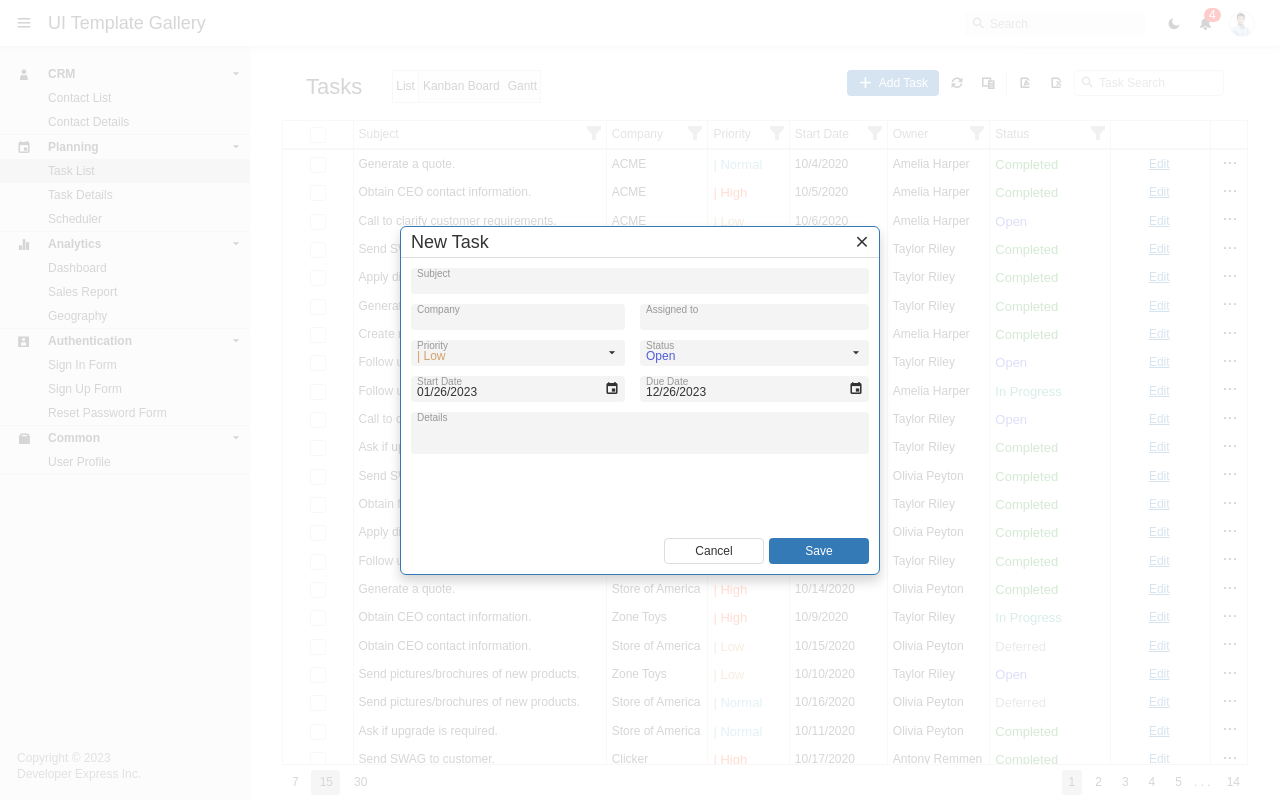 UI Template Gallery
Search
4
CRM
Contact List
Contact Details
Planning
Task List
Task Details
Scheduler
Analytics
Dashboard
Sales Report
Geography
Authentication
Sign In Form
Sign Up Form
Reset Password Form
Common
User Profile
Copyright © 2023
Developer Express Inc.
Tasks
List Kanban Board Gantt
Add Task
Task Search
Subject Company Priority Start Date Owner Status
Generate a quote. ACME | Normal 10/4/2020 Amelia Harper Completed Edit
Obtain CEO contact information. ACME | High 10/5/2020 Amelia Harper Completed Edit
Call to clarify customer requirements. ACME | Low 10/6/2020 Amelia Harper Open Edit
Send Taylor Riley Completed Edit
Apply Taylor Riley Completed Edit
Taylor Riley Completed Edit
Create Amelia Harper Completed Edit
Follow Taylor Riley Open Edit
Follow Amelia Harper In Progress Edit
Call to Taylor Riley Open Edit
Ask if Taylor Riley Completed Edit
Send Olivia Peyton Completed Edit
Obtain Taylor Riley Completed Edit
Apply Olivia Peyton Completed Edit
Follow Taylor Riley Completed Edit
Generate a quote. Store of America | High 10/14/2020 Olivia Peyton Completed Edit
Obtain CEO contact information. Zone Toys | High 10/9/2020 Taylor Riley In Progress Edit
Obtain CEO contact information. Store of America | Low 10/15/2020 Olivia Peyton Deferred Edit
Send pictures/brochures of new products. Zone Toys | Low 10/10/2020 Taylor Riley Open Edit
Send pictures/brochures of new products. Store of America | Normal 10/16/2020 Olivia Peyton Deferred Edit
Ask if upgrade is required. Store of America | Normal 10/11/2020 Olivia Peyton Completed Edit
Send SWAG to customer. Clicker | High 10/17/2020 Antony Remmen Completed Edit
7 15 30
1 2 3 4 5 ... 14
New Task
Subject
Company Assigned to
Priority Status
| Low Open
Start Date Due Date
01/26/2023 12/26/2023
Details
Cancel Save